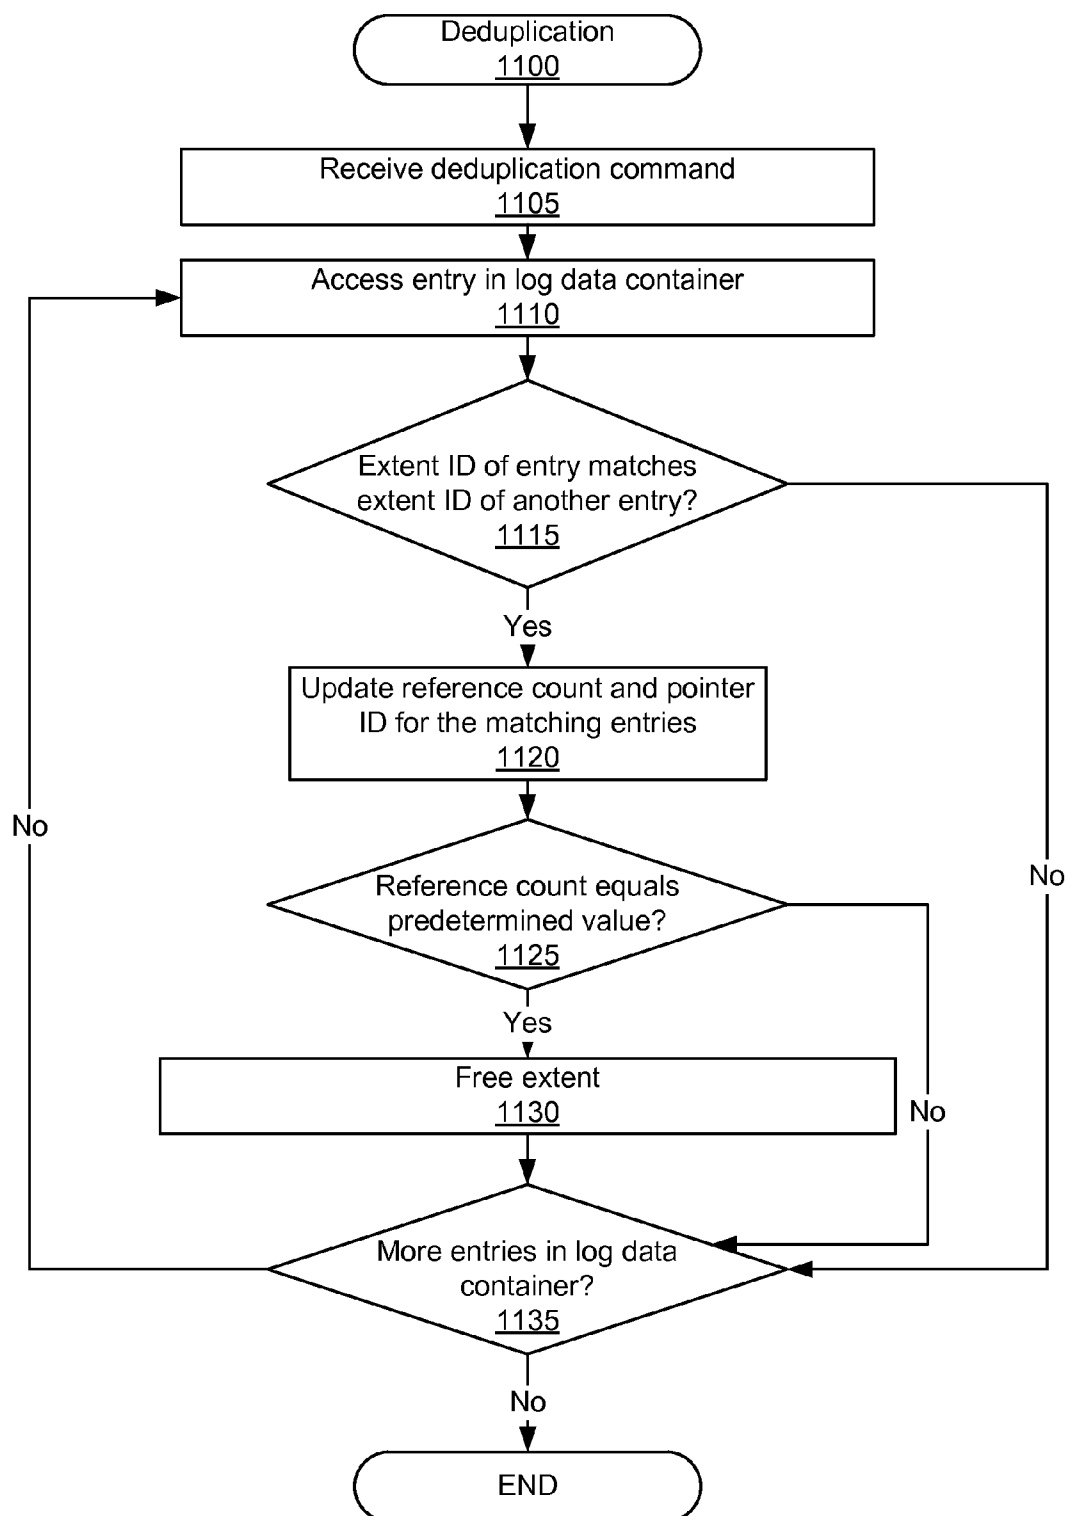 Deduplication
1100
Receive deduplication command
1105
Access entry in log data container
1110
Extent ID of entry matches
extent ID of another entry?
1115
Yes
Update reference count and pointer
ID for the matching entries
1120
No
Reference count equals
predetermined value?
1125
No
Yes
Free extent
1130
No
More entries in log data
container?
1135
No
END